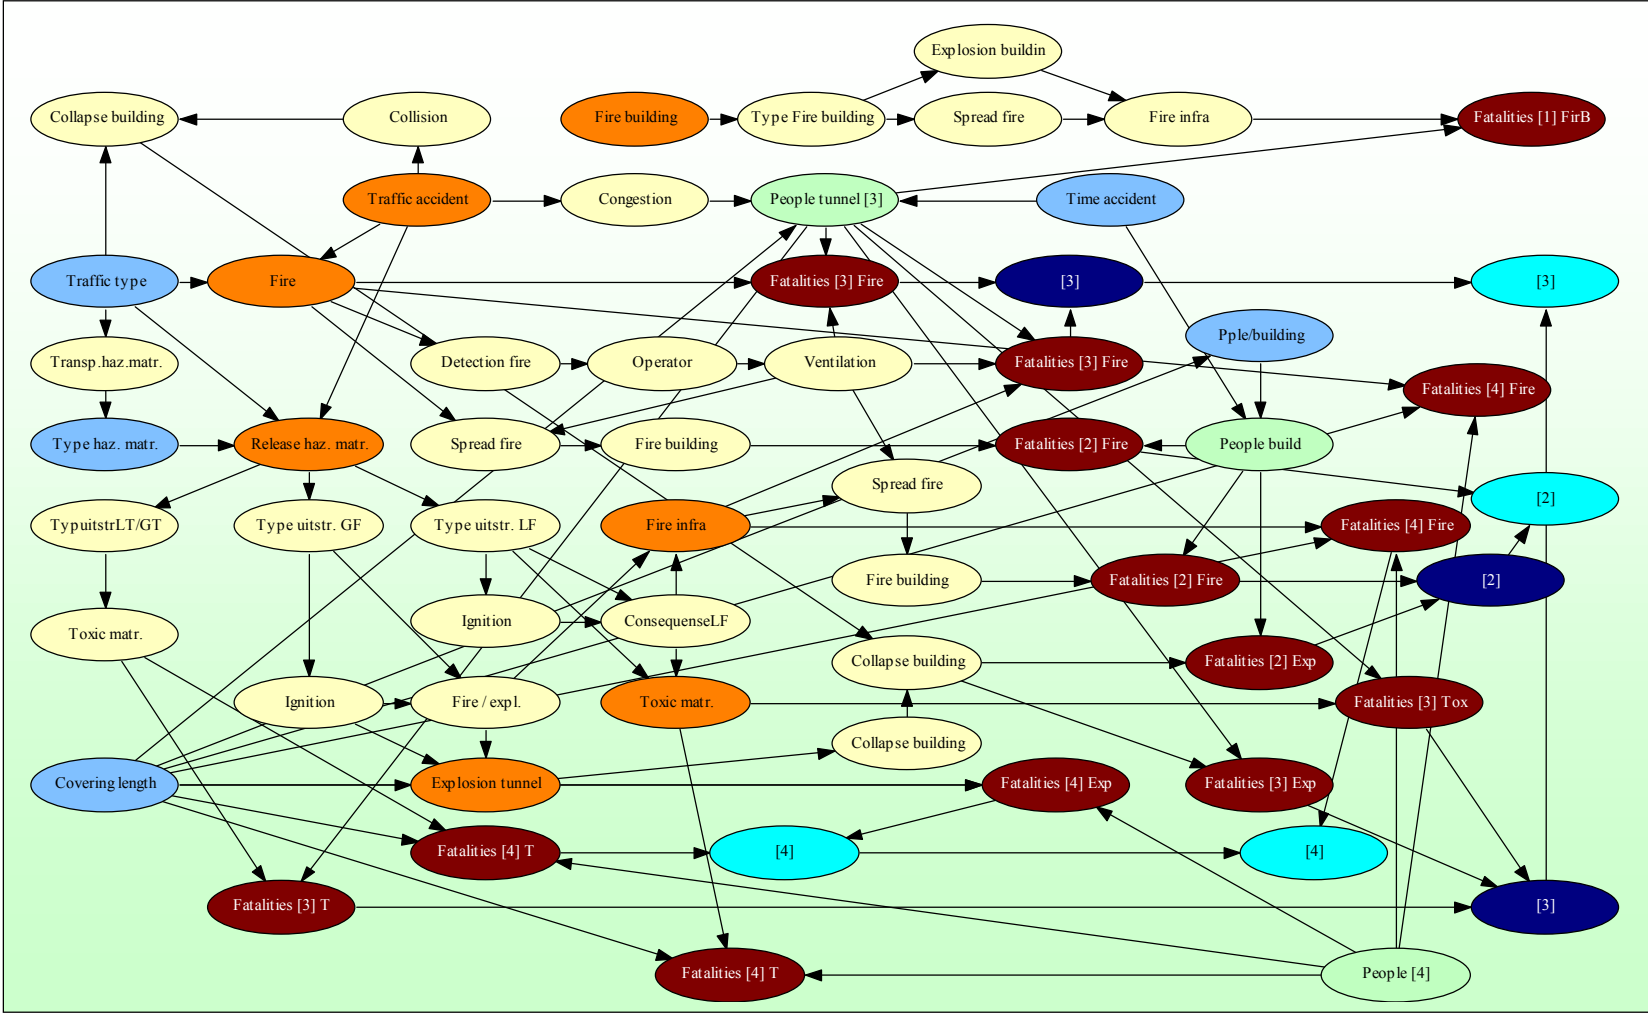 Explosion buildin
Collapse building
Collision
Fire building
Type Fire building
Spread fire
Fire infra
Fatalities [1] FirB
Traffic accident
Congestion
People tunnel [3]
Time accident
Traffic type
Fire
Fatalities [3] Fire
[3]
[3]
Pple/building
Transp.haz.matr.
Detection fire
Operator
Ventilation
Fatalities [3] Fire
Fatalities [4] Fire
Type haz. matr.
Release haz. matr.
Spread fire
Fire building
Fatalities [2] Fire
People build
Spread fire
[2]
TypuitstrLT/GT
Type uitstr. GF
Type uitstr. LF
Fire infra
Fatalities [4] Fire
Fire building
Fatalities [2] Fire
[2]
Toxic matr.
Ignition
ConsequenseLF
Collapse building
Fatalities [2] Exp
Ignition
Fire / expl.
Toxic matr.
Fatalities [3] Tox
Collapse building
Covering length
Explosion tunnel
Fatalities [4] Exp
Fatalities [3] Exp
Fatalities [4] T
[4]
[4]
Fatalities [3] T
[3]
Fatalities [4] T
People [4]